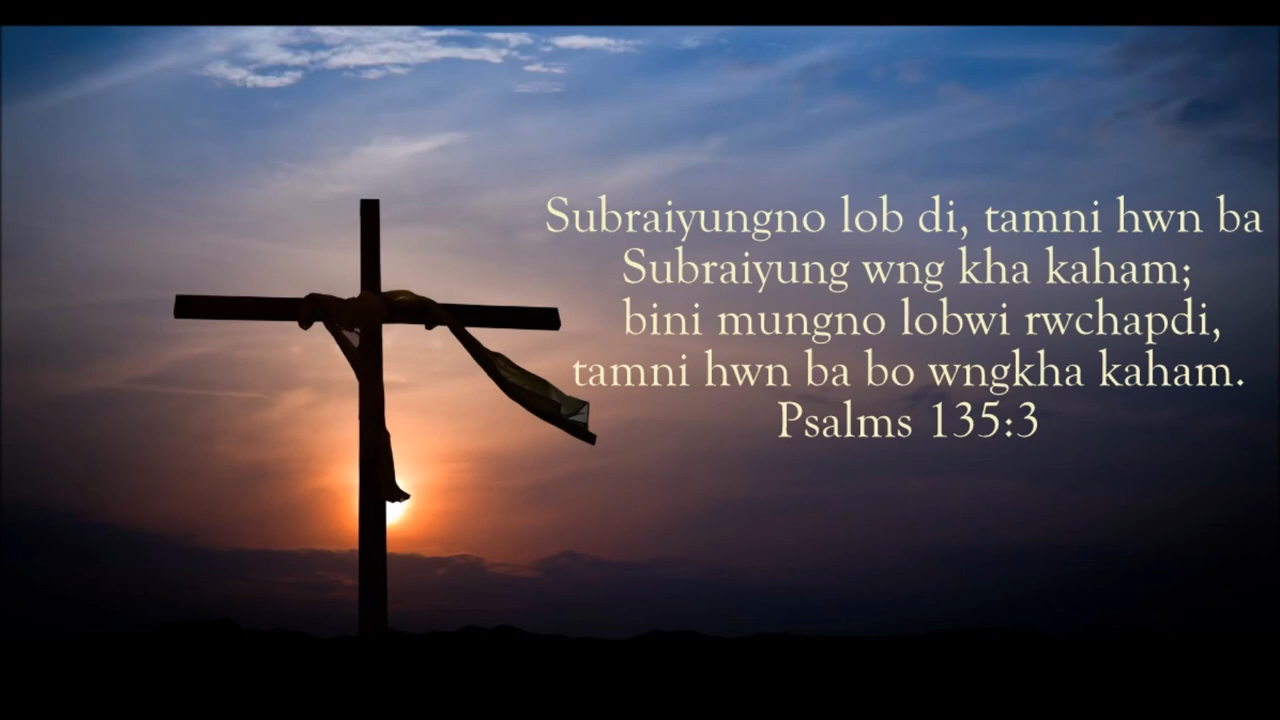 Subraiyungno lob di, tamni hwn ba
Subraiyung wng kha kaham;
bini mungno lobwi rwchapdi,
tamni hwn ba bo wngkha kaham.
Psalms 135:3